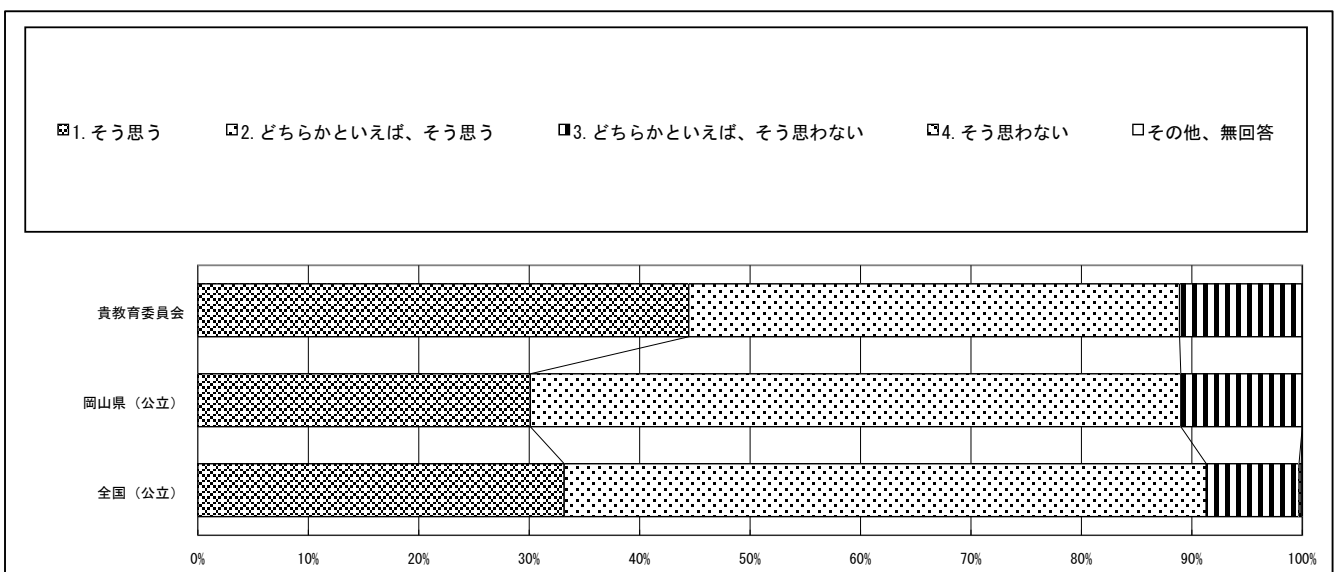 1. そう思う 2. どちらかといえば、そう思う 3. どちらかといえば、そう思わない 4. そう思わない その他、無回答
貴教育委員会
岡山県（公立）
全国（公立）
0% 10% 20% 30% 40% 50% 60% 70% 80% 90% 100%